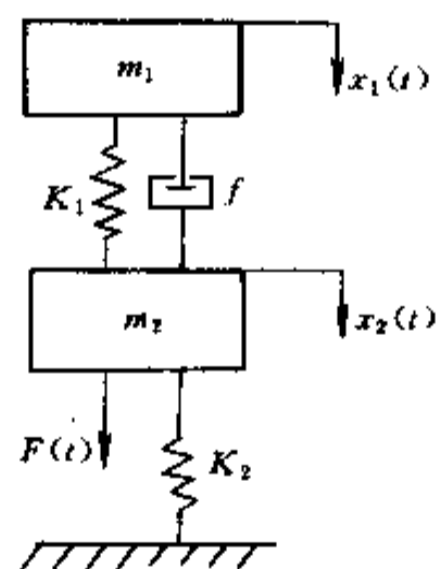 m₁
x₁(t)
K₁
f
m₂
x₂(t)
F(t)
K₂